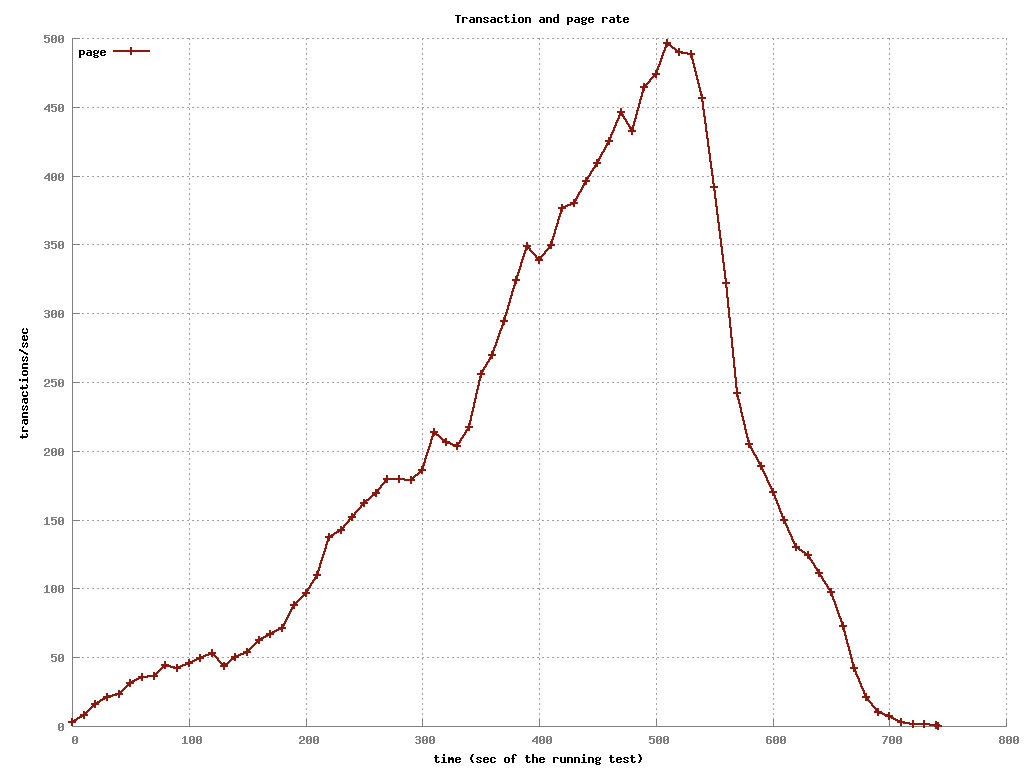 Transaction and page rate
page
500
450
400
350
300
250
200
150
100
50
0
transactions/sec
0 100 200 300 400 500 600 700 800
time (sec of the running test)